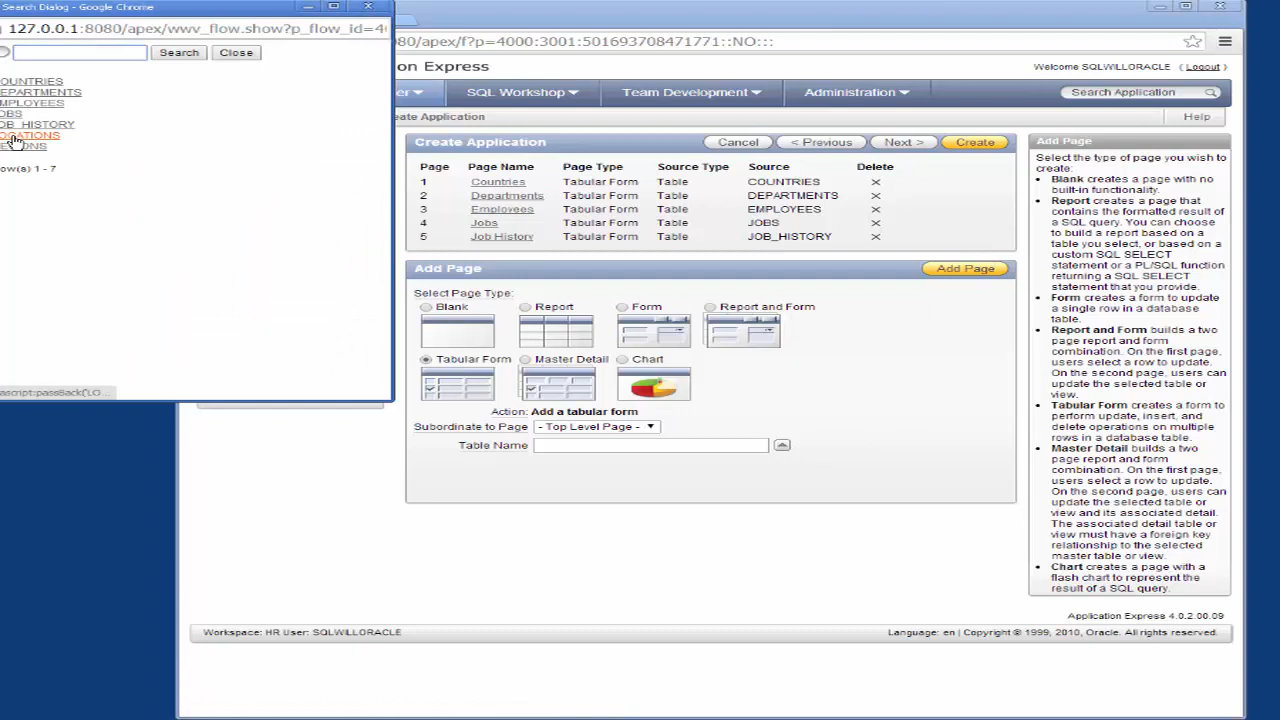 Search Dialog - Google Chrome
127.0.0.1:8080/apex/wwv_flow.show?p_flow_id=4
Search
Close
OUNTRIES
EPARTMENTS
MPLOYEES
OBS
OB_HISTORY
OCATIONS
ow(s) 1 - 7
ascript:passBack('LO...
80/apex/f?p=4000:3001:501693708471771::NO:::
on Express
Welcome SQLWILLORACLE ( Logout )
er
SQL Workshop
Team Development
Administration
Search Application
eate Application
Help
Create Application
Cancel
< Previous
Next >
Create
Page Page Name Page Type Source Type Source Delete
1 Countries Tabular Form Table COUNTRIES
2 Departments Tabular Form Table DEPARTMENTS
3 Employees Tabular Form Table EMPLOYEES
4 Jobs Tabular Form Table JOBS
5 Job History Tabular Form Table JOB_HISTORY
Add Page
Add Page
Select Page Type:
Blank
Report
Form
Report and Form
Tabular Form
Master Detail
Chart
Action: Add a tabular form
Subordinate to Page - Top Level Page -
Table Name
Add Page
Select the type of page you wish to
create:
Blank creates a page with no
built-in functionality.
Report creates a page that
contains the formatted result of
a SQL query. You can choose
to build a report based on a
table you select, or based on a
custom SQL SELECT
statement or a PL/SQL function
returning a SQL SELECT
statement that you provide.
Form creates a form to update
a single row in a database
table.
Report and Form builds a two
page report and form
combination. On the first page,
users select a row to update.
On the second page, users can
update the selected table or
view.
Tabular Form creates a form to
perform update, insert, and
delete operations on multiple
rows in a database table.
Master Detail builds a two
page report and form
combination. On the first page,
users select a row to update.
On the second page, users can
update the selected table or
view and its associated detail.
The associated detail table or
view must have a foreign key
relationship to the selected
master table or view.
Chart creates a page with a
flash chart to represent the
result of a SQL query.
Application Express 4.0.2.00.09
Workspace: HR User: SQLWILLORACLE
Language: en | Copyright © 1999, 2010, Oracle. All rights reserved.